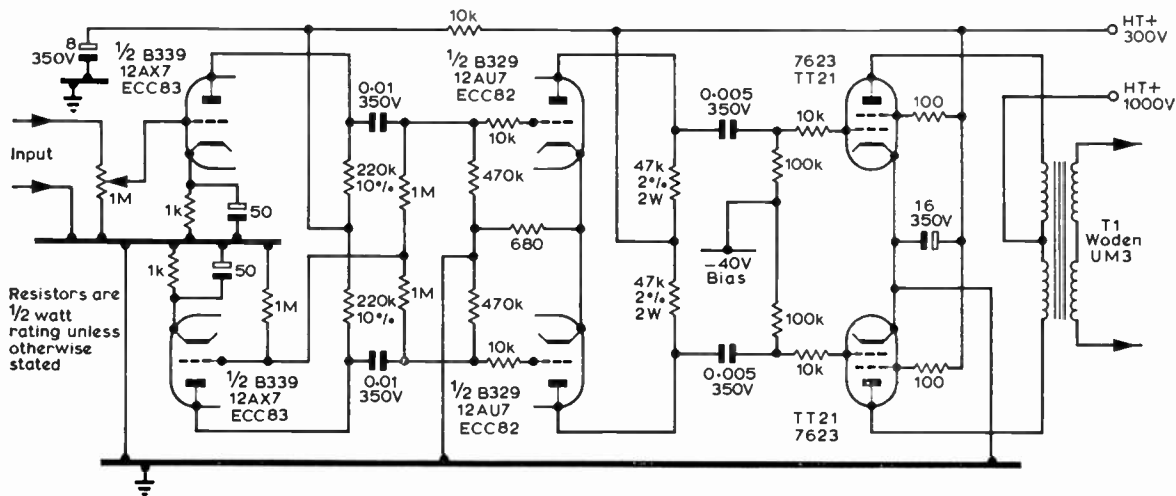 8
350V
½ B339
12AX7
ECC83
10k
½ B329
12AU7
ECC82
7623
TT21
HT+
300V
HT+
1000V
0·01
350V
10k
0·005
350V
10k
100
Input
1M
1k
50
220k
10%
1M
470k
47k
2%
2W
100k
680
16
350V
-40V
Bias
T1
Woden
UM3
1k
50
1M
220k
10%
1M
470k
47k
2%
2W
100k
Resistors are
½ watt
rating unless
otherwise
stated
½ B339
12AX7
ECC83
0·01
350V
10k
½ B329
12AU7
ECC82
0·005
350V
10k
100
TT21
7623